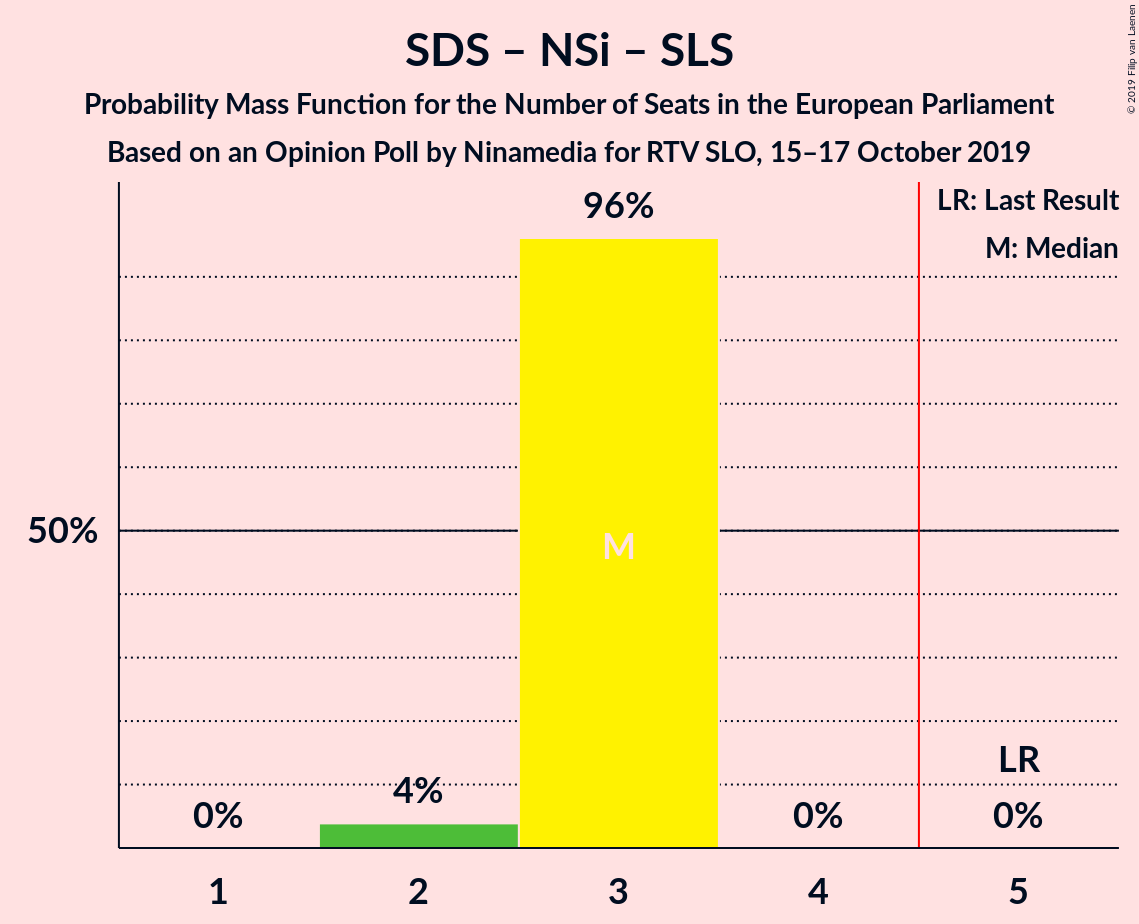 SDS – NSi – SLS
Probability Mass Function for the Number of Seats in the European Parliament
Based on an Opinion Poll by Ninamedia for RTV SLO, 15–17 October 2019
© 2019 Filip van Laenen
LR: Last Result
M: Median
96%
50%
M
LR
0%
4%
0%
0%
1
2
3
4
5